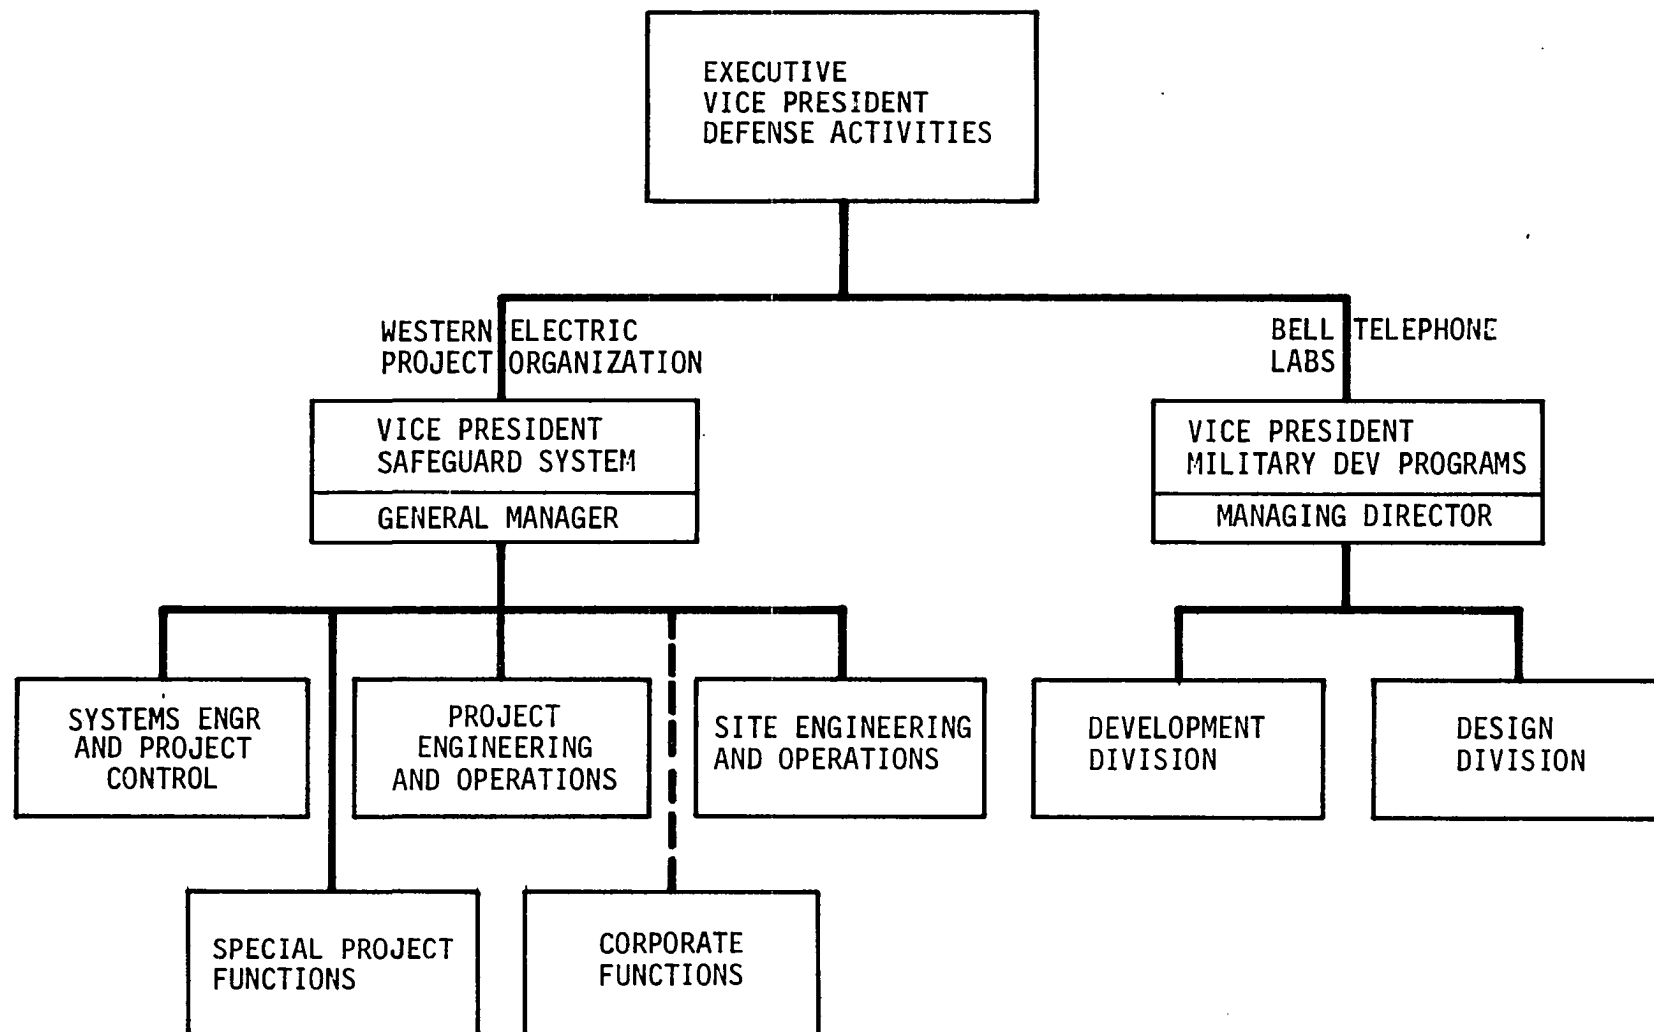 EXECUTIVE
VICE PRESIDENT
DEFENSE ACTIVITIES
WESTERN ELECTRIC
PROJECT ORGANIZATION
BELL TELEPHONE
LABS
VICE PRESIDENT
SAFEGUARD SYSTEM
GENERAL MANAGER
VICE PRESIDENT
MILITARY DEV PROGRAMS
MANAGING DIRECTOR
SYSTEMS ENGR
AND PROJECT
CONTROL
PROJECT
ENGINEERING
AND OPERATIONS
SITE ENGINEERING
AND OPERATIONS
DEVELOPMENT
DIVISION
DESIGN
DIVISION
SPECIAL PROJECT
FUNCTIONS
CORPORATE
FUNCTIONS